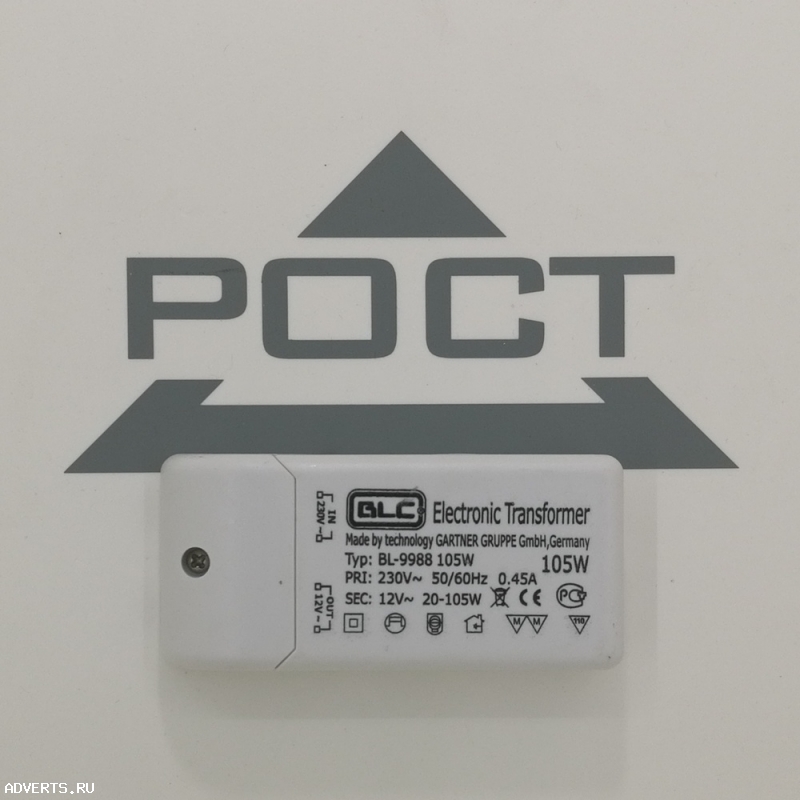 РОСТ
BLC Electronic Transformer
Made by technology GARTNER GRUPPE GmbH,Germany
Typ: BL-9988 105W
105W
PRI: 230V~ 50/60Hz 0.45A
SEC: 12V~ 20-105W
IN
230V~
OUT
12V~
M M
110
ADVERTS.RU